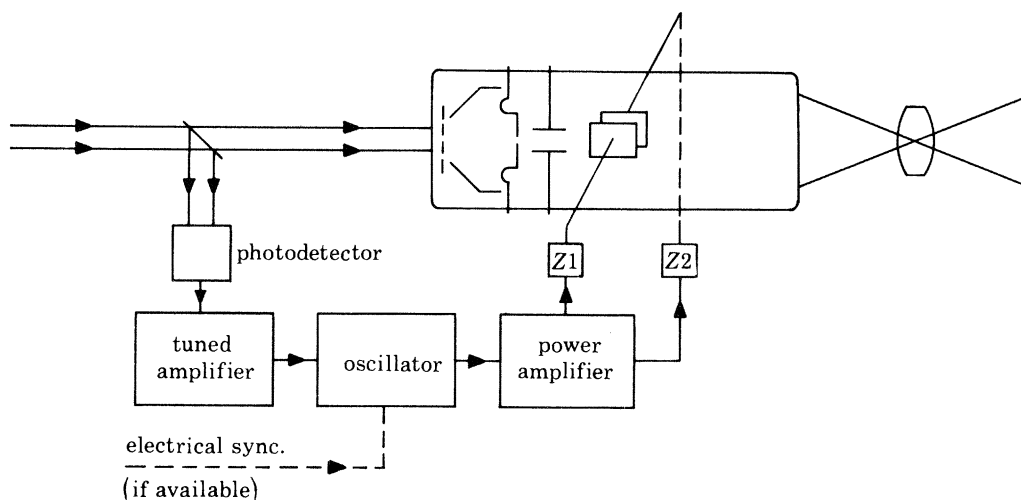 photodetector
Z1
Z2
tuned
amplifier
oscillator
power
amplifier
electrical sync.
(if available)